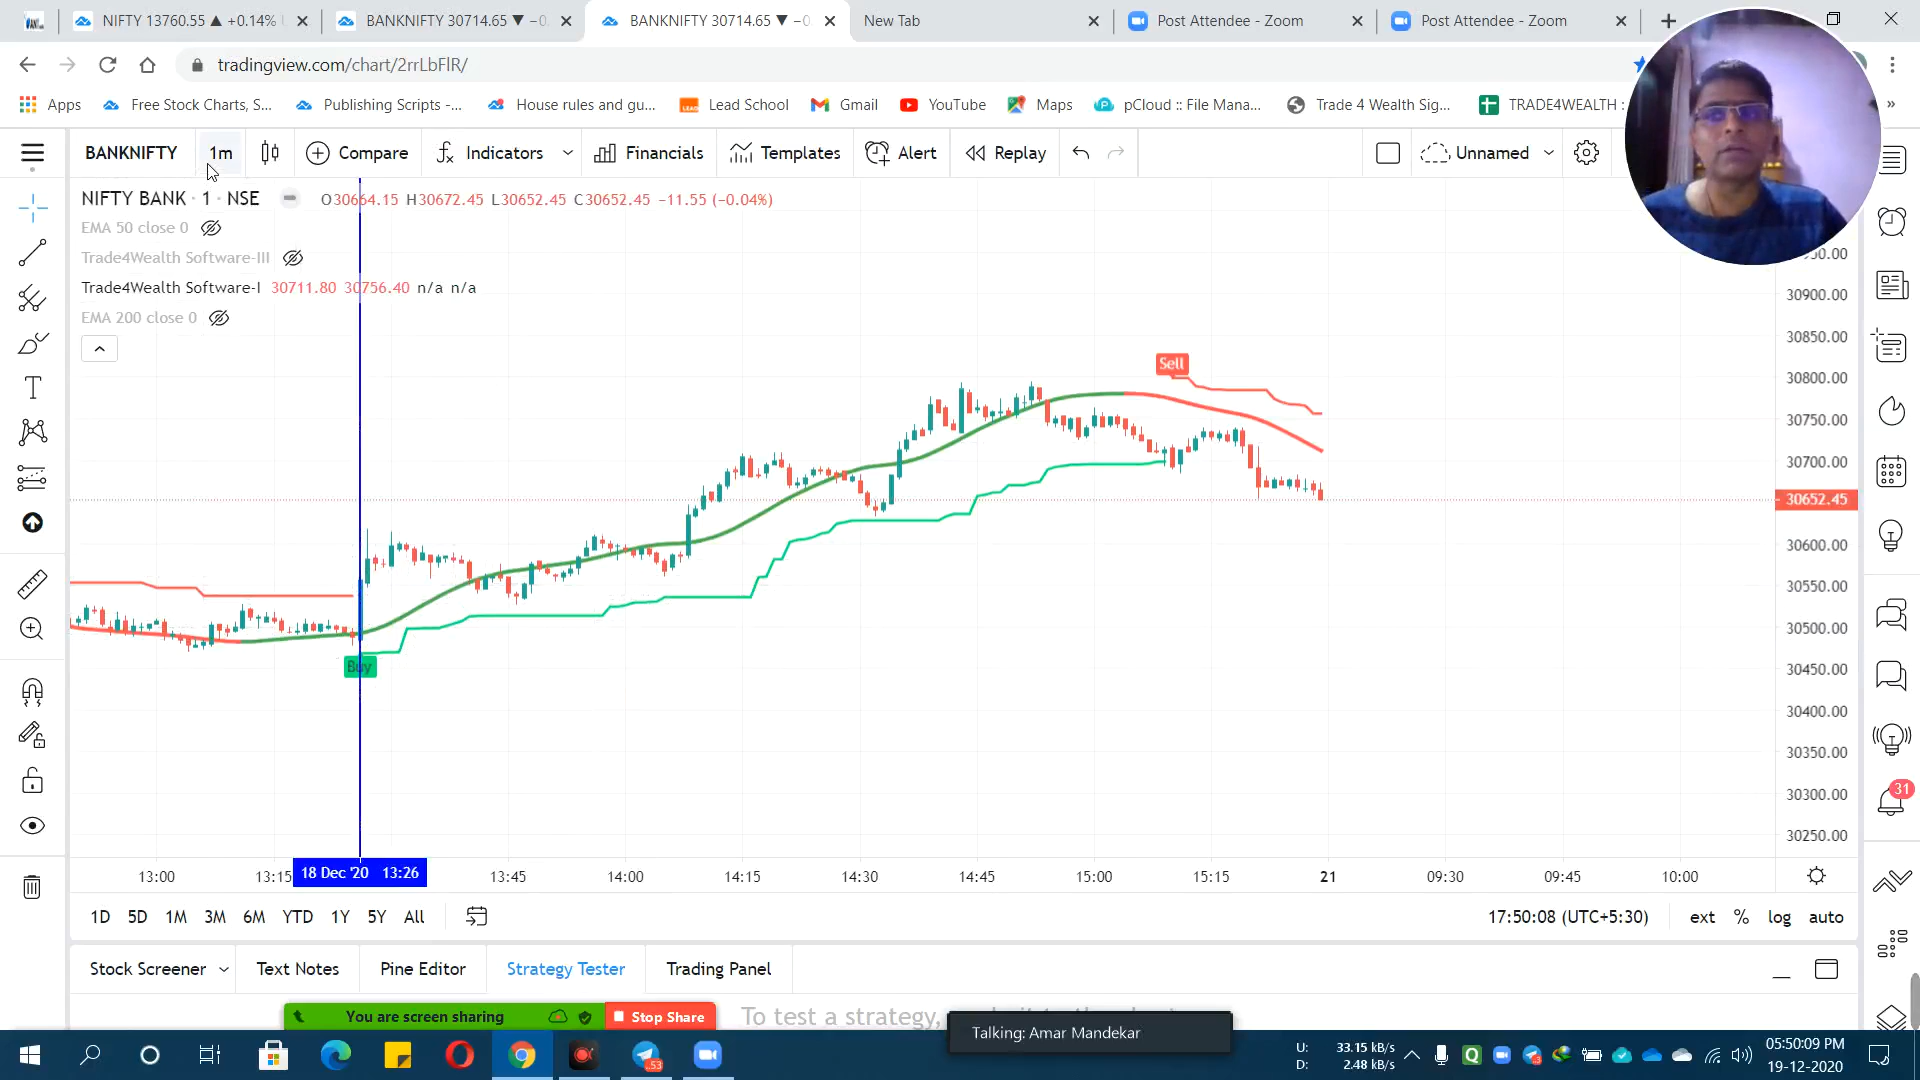 NIFTY 13760.55 ▲ +0.14%
BANKNIFTY 30714.65 ▼ −0
BANKNIFTY 30714.65 ▼ −0
New Tab
Post Attendee - Zoom
Post Attendee - Zoom
tradingview.com/chart/2rrLbFlR/
Apps
Free Stock Charts, S...
Publishing Scripts -...
House rules and gu...
LEAD
Lead School
Gmail
YouTube
Maps
pCloud :: File Mana...
Trade 4 Wealth Sig...
TRADE4WEALTH :
»
BANKNIFTY
1m
Compare
Indicators
Financials
Templates
Alert
Replay
Unnamed
NIFTY BANK · 1 · NSE
O30664.15 H30672.45 L30652.45 C30652.45 −11.55 (−0.04%)
EMA 50 close 0
Trade4Wealth Software-III
Trade4Wealth Software-I 30711.80 30756.40 n/a n/a
EMA 200 close 0
Sell
Buy
30900.00
30850.00
30800.00
30750.00
30700.00
30652.45
30600.00
30550.00
30500.00
30450.00
30400.00
30350.00
30300.00
30250.00
31
13:00
13:15
18 Dec '20 13:26
13:45
14:00
14:15
14:30
14:45
15:00
15:15
21
09:30
09:45
10:00
1D 5D 1M 3M 6M YTD 1Y 5Y All
17:50:08 (UTC+5:30)
ext % log auto
Stock Screener
Text Notes
Pine Editor
Strategy Tester
Trading Panel
You are screen sharing
Stop Share
To test a strategy,
Talking: Amar Mandekar
U: 33.15 kB/s
D: 2.48 kB/s
05:50:09 PM
19-12-2020